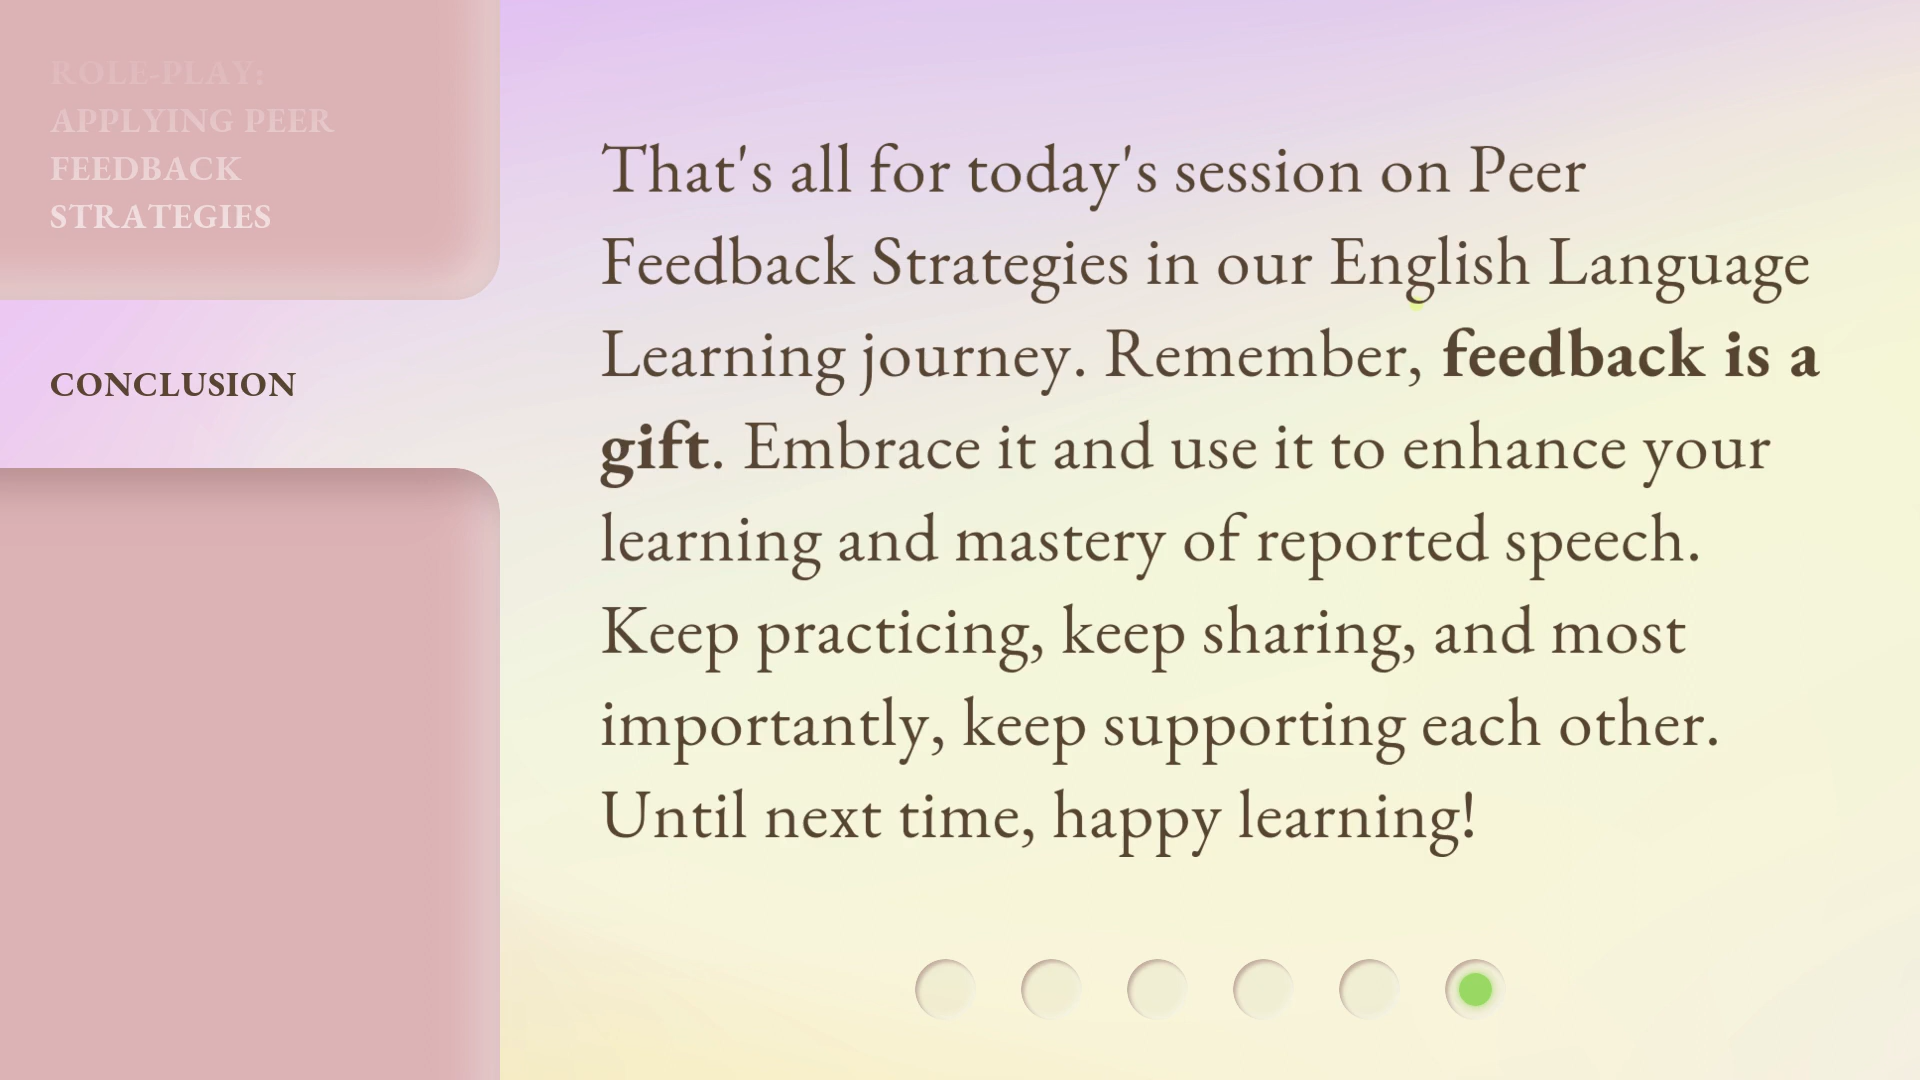 ROLE-PLAY:
APPLYING PEER
FEEDBACK
STRATEGIES
CONCLUSION
That's all for today's session on Peer
Feedback Strategies in our English Language
Learning journey. Remember, feedback is a
gift. Embrace it and use it to enhance your
learning and mastery of reported speech.
Keep practicing, keep sharing, and most
importantly, keep supporting each other.
Until next time, happy learning!